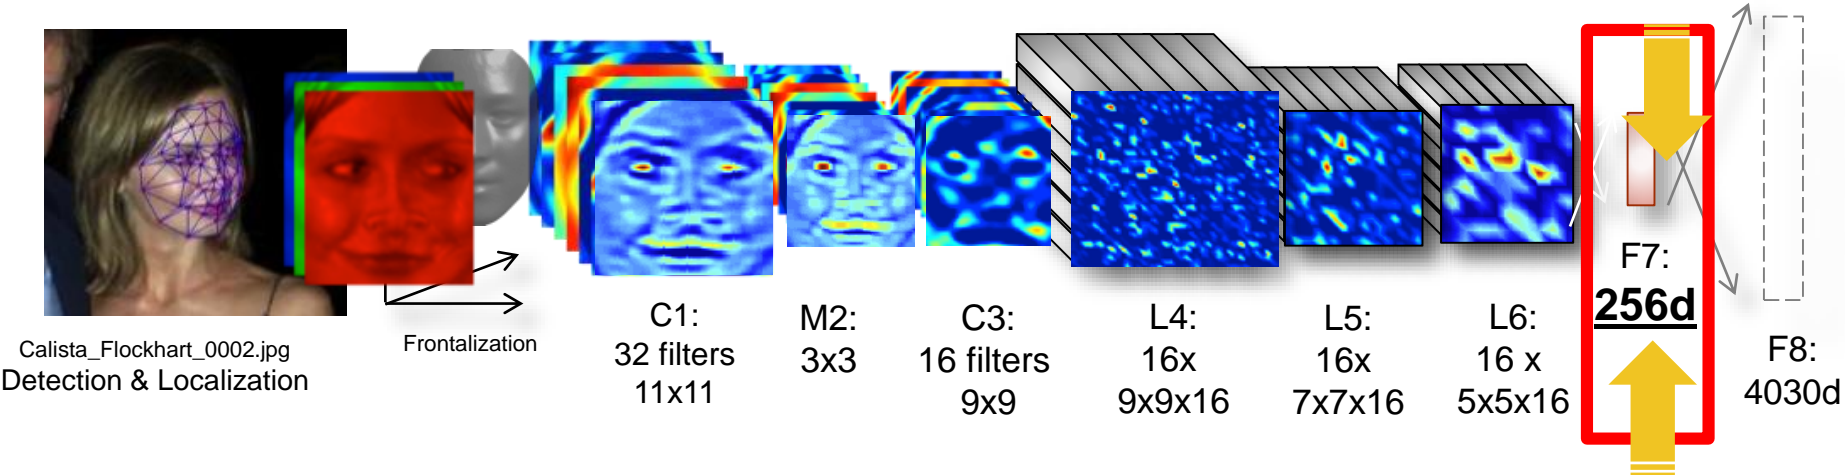 Calista_Flockhart_0002.jpg
Detection & Localization
Frontalization
C1:
32 filters
11x11
M2:
3x3
C3:
16 filters
9x9
L4:
16x
9x9x16
L5:
16x
7x7x16
L6:
16 x
5x5x16
F7:
256d
F8:
4030d